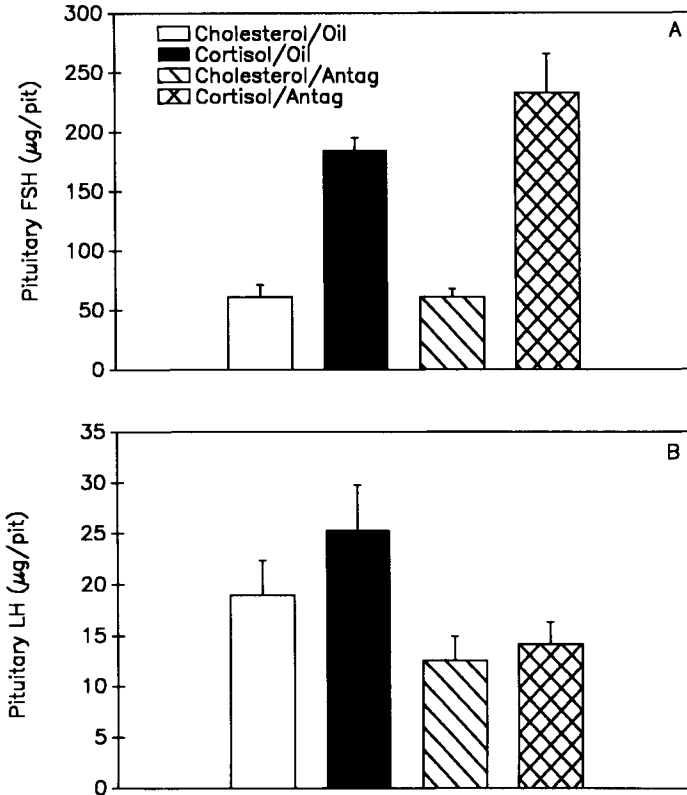 300
250
200
150
100
50
0
Pituitary FSH (μg/pit)
Cholesterol/Oil
Cortisol/Oil
Cholesterol/Antag
Cortisol/Antag
A
35
30
25
20
15
10
5
0
Pituitary LH (μg/pit)
B